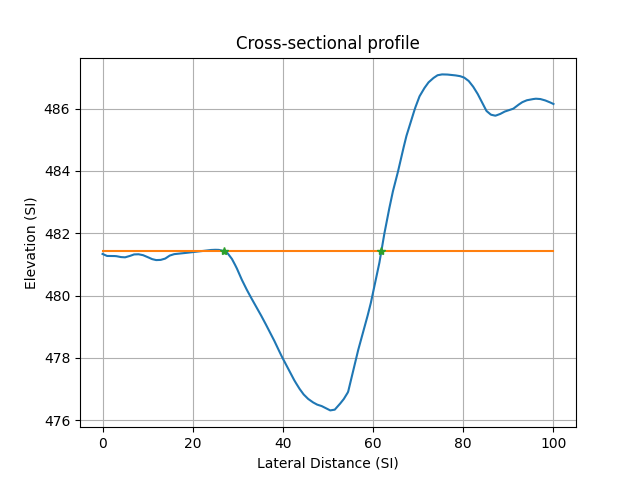 Cross-sectional profile
Elevation (SI)
486
484
482
480
478
476
0 20 40 60 80 100
Lateral Distance (SI)